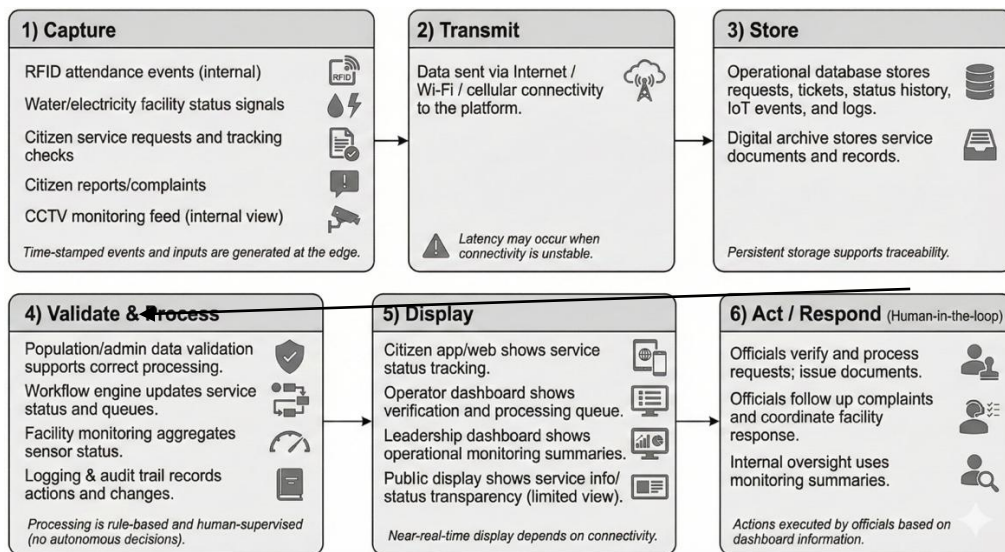 1) Capture
RFID attendance events (internal)
RFID
Water/electricity facility status signals
Citizen service requests and tracking
checks
Citizen reports/complaints
CCTV monitoring feed (internal view)
Time-stamped events and inputs are generated at the edge.
2) Transmit
Data sent via Internet /
Wi-Fi / cellular connectivity
to the platform.
Latency may occur when
connectivity is unstable.
3) Store
Operational database stores
requests, tickets, status history,
IoT events, and logs.
Digital archive stores service
documents and records.
Persistent storage supports traceability.
4) Validate & Process
Population/admin data validation
supports correct processing.
Workflow engine updates service
status and queues.
Facility monitoring aggregates
sensor status.
Logging & audit trail records
actions and changes.
Processing is rule-based and human-supervised
(no autonomous decisions).
5) Display
Citizen app/web shows service
status tracking.
Operator dashboard shows
verification and processing queue.
Leadership dashboard shows
operational monitoring summaries.
Public display shows service info/
status transparency (limited view).
Near-real-time display depends on connectivity.
6) Act / Respond (Human-in-the-loop)
Officials verify and process
requests; issue documents.
Officials follow up complaints
and coordinate facility
response.
Internal oversight uses
monitoring summaries.
Actions executed by officials based on
dashboard information.